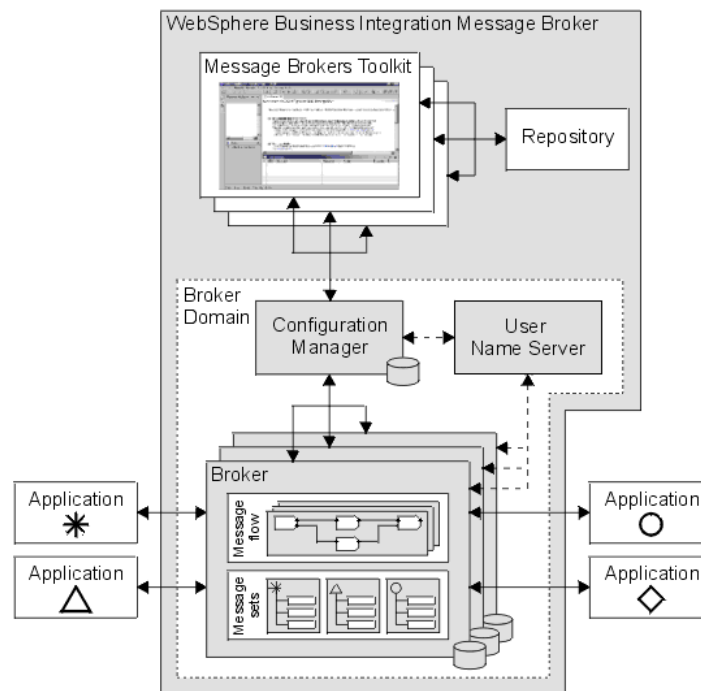 WebSphere Business Integration Message Broker
Message Brokers Toolkit
Repository
Broker
Domain
Configuration
Manager
User
Name Server
Broker
Message
flow
Message
sets
Application
Application
Application
Application